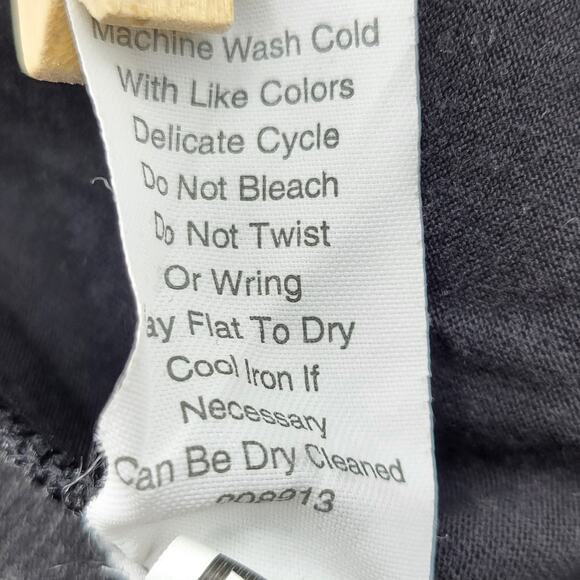 Machine Wash Cold
With Like Colors
Delicate Cycle
Do Not Bleach
Do Not Twist
Or Wring
Lay Flat To Dry
Cool Iron If
Necessary
Can Be Dry Cleaned